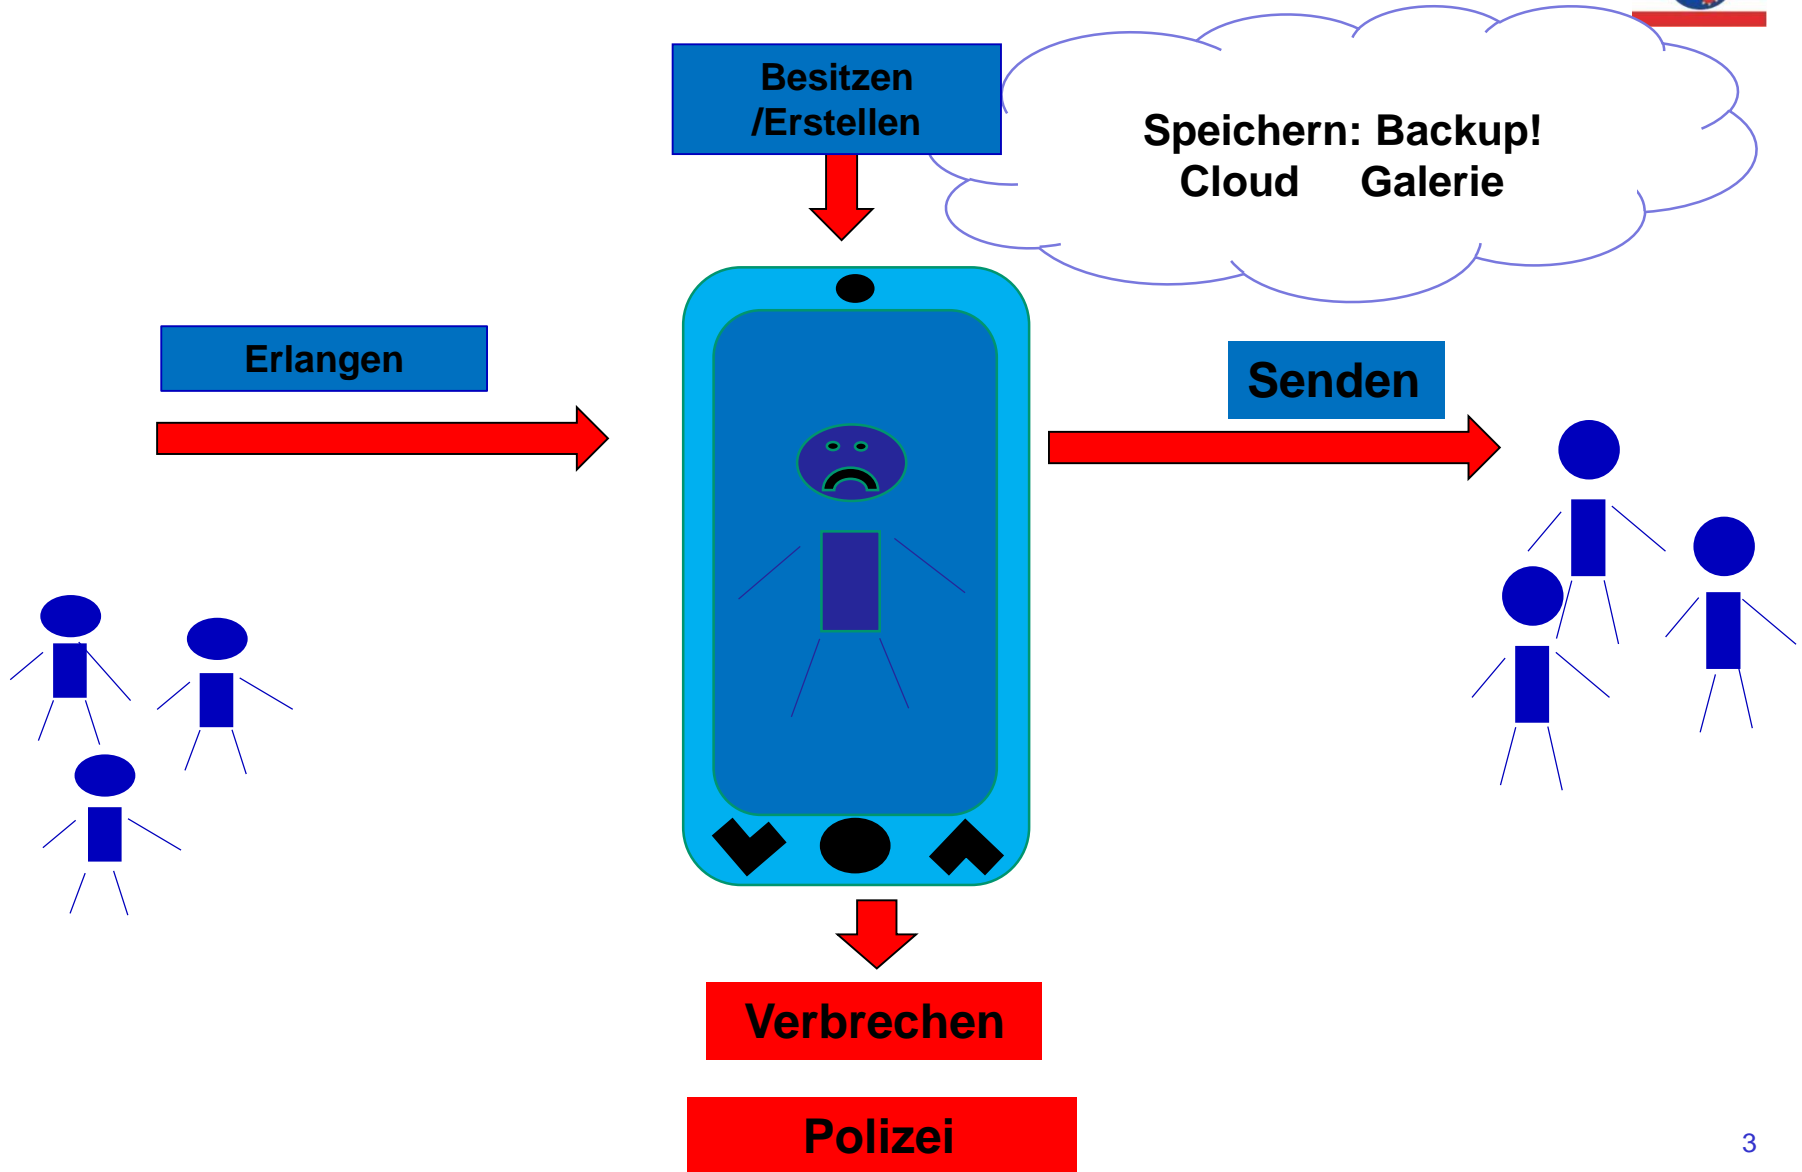 Besitzen
/Erstellen
Speichern: Backup!
Cloud Galerie
Erlangen
Senden
Verbrechen
Polizei
3